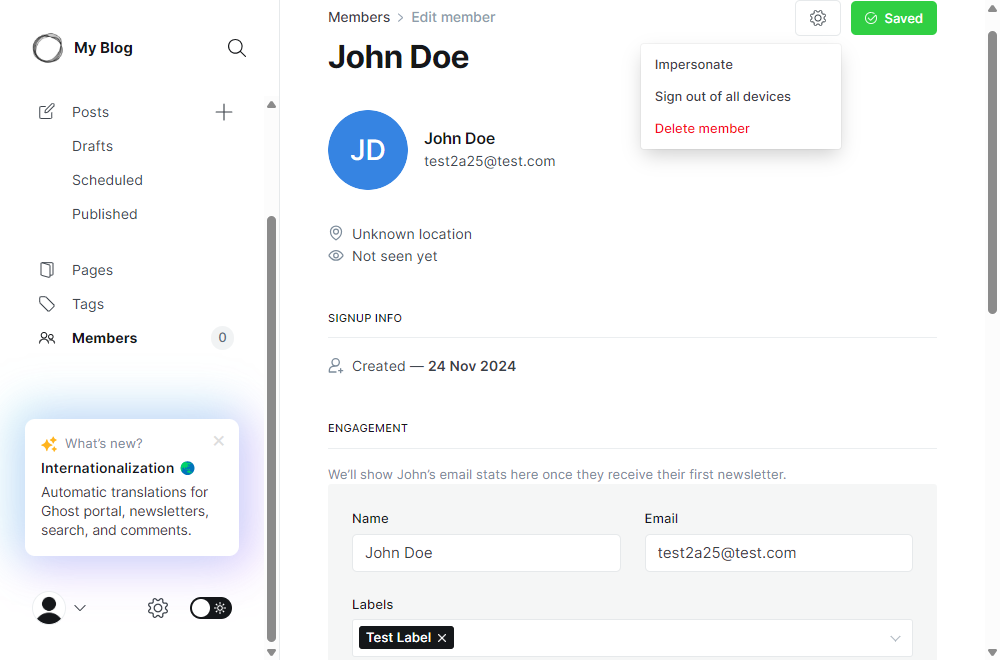 My Blog
Posts
Drafts
Scheduled
Published
Pages
Tags
Members
0
What's new?
Internationalization
Automatic translations for
Ghost portal, newsletters,
search, and comments.
Members > Edit member
Saved
John Doe
Impersonate
Sign out of all devices
Delete member
JD
John Doe
test2a25@test.com
Unknown location
Not seen yet
SIGNUP INFO
Created — 24 Nov 2024
ENGAGEMENT
We'll show John's email stats here once they receive their first newsletter.
Name
Email
John Doe
test2a25@test.com
Labels
Test Label